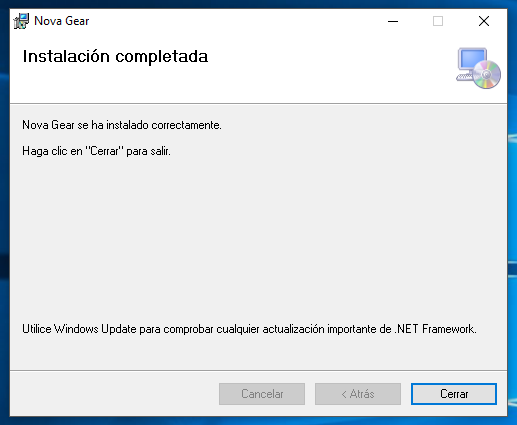 Nova Gear
Instalación completada
Nova Gear se ha instalado correctamente.
Haga clic en "Cerrar" para salir.
Utilice Windows Update para comprobar cualquier actualización importante de .NET Framework.
Cancelar
< Atrás
Cerrar